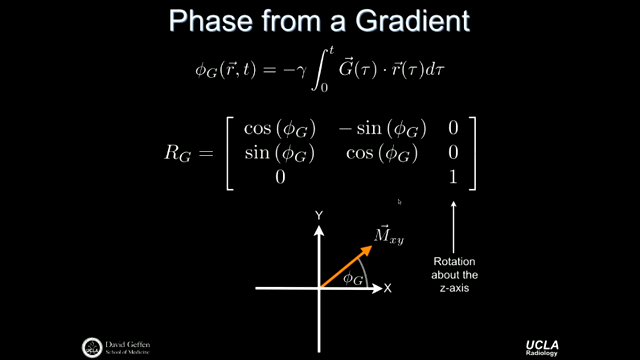 Phase from a Gradient
φ_G(r⃗, t) = −γ ∫₀ᵗ G⃗(τ) · r⃗(τ)dτ
cos (φ_G) − sin (φ_G) 0
R_G = sin (φ_G) cos (φ_G) 0
0 1
Y
M⃗_xy
φ_G
X
Rotation
about the
z-axis
UCLA
David Geffen
School of Medicine
UCLA
Radiology